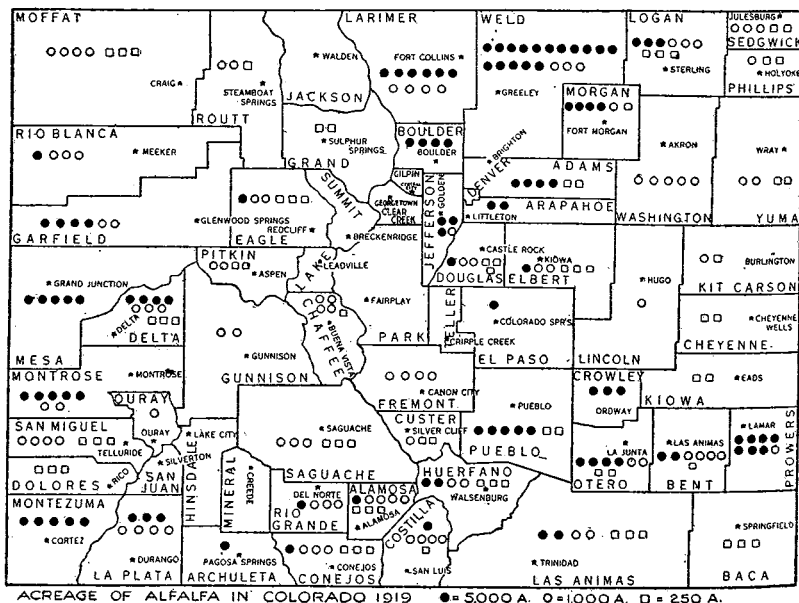 MOFFAT
LARIMER
WELD
LOGAN
JULESBURG
SEDGWICK
WALDEN
FORT COLLINS
STERLING
HOLYOKE
PHILLIPS
CRAIG
STEAMBOAT
SPRINGS
ROUTT
JACKSON
GREELEY
MORGAN
FORT MORGAN
RIO BLANCA
MEEKER
SULPHUR
SPRINGS
GRAND
BOULDER
BOULDER
BRIGHTON
AKRON
WRAY
WASHINGTON
YUMA
GILPIN
ADAMS
DENVER
GEORGETOWN
CLEAR
CREEK
JEFFERSON
GOLDEN
ARAPAHOE
LITTLETON
GLENWOOD SPRINGS
GARFIELD
REDCLIFF
EAGLE
SUMMIT
BRECKENRIDGE
PITKIN
ASPEN
LAKE
LEADVILLE
CASTLE ROCK
DOUGLAS
KIOWA
ELBERT
HUGO
LINCOLN
BURLINGTON
KIT CARSON
GRAND JUNCTION
MESA
DELTA
DELTA
FAIRPLAY
PARK
TELLER
CRIPPLE CREEK
COLORADO SPR'S.
EL PASO
CHEYENNE
WELLS
CHEYENNE
CHAFFEE
BUENA VISTA
GUNNISON
GUNNISON
MONTROSE
MONTROSE
OURAY
OURAY
CANON CITY
FREMONT
CUSTER
SILVER CLIFF
PUEBLO
PUEBLO
CROWLEY
ORDWAY
EADS
KIOWA
SAN MIGUEL
TELLURIDE
LAKE CITY
SAGUACHE
SAGUACHE
LA JUNTA
OTERO
LAS ANIMAS
BENT
LAMAR
PROWERS
DOLORES
RICO
SILVERTON
SAN
JUAN
HINSDALE
MINERAL
CREEDE
DEL NORTE
RIO
GRANDE
ALAMOSA
ALAMOSA
HUERFANO
WALSENBURG
MONTEZUMA
CORTEZ
DURANGO
LA PLATA
PAGOSA SPRINGS
ARCHULETA
CONEJOS
CONEJOS
COSTILLA
SAN LUIS
TRINIDAD
LAS ANIMAS
SPRINGFIELD
BACA
ACREAGE OF ALFALFA IN COLORADO 1919 ●=5,000 A. O=1,000 A. □=250 A.